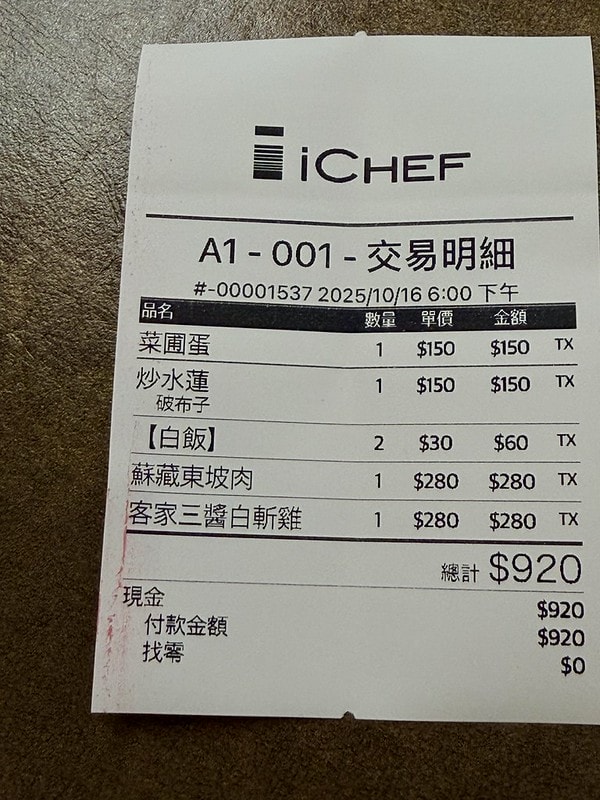 iCHEF
A1 - 001 - 交易明細
#-00001537 2025/10/16 6:00 下午
品名 數量 單價 金額
菜圃蛋 1 $150 $150 TX
炒水蓮 1 $150 $150 TX
破布子
【白飯】 2 $30 $60 TX
蘇藏東坡肉 1 $280 $280 TX
客家三醬白斬雞 1 $280 $280 TX
總計 $920
現金 $920
付款金額 $920
找零 $0